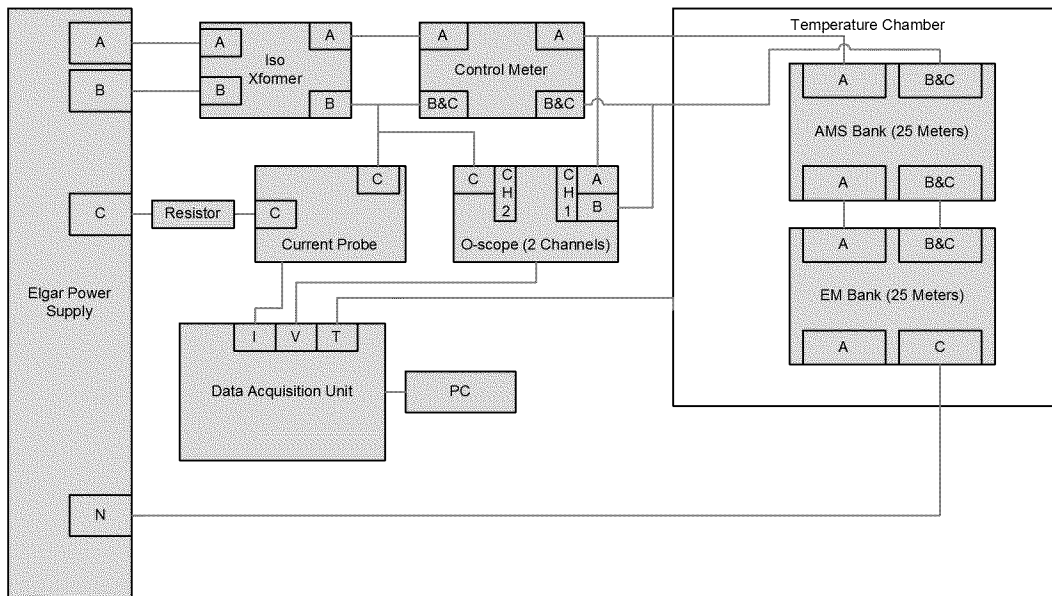 Temperature Chamber
A
A
A
A
A
Iso
Xformer
Control Meter
B
B
B
B&C
B&C
A
B&C
AMS Bank (25 Meters)
A
B&C
C
Resistor
C
C
Current Probe
C
C
H
2
C
H
1
A
B
O-scope (2 Channels)
A
B&C
EM Bank (25 Meters)
A
C
Elgar Power
Supply
I
V
T
Data Acquisition Unit
PC
N